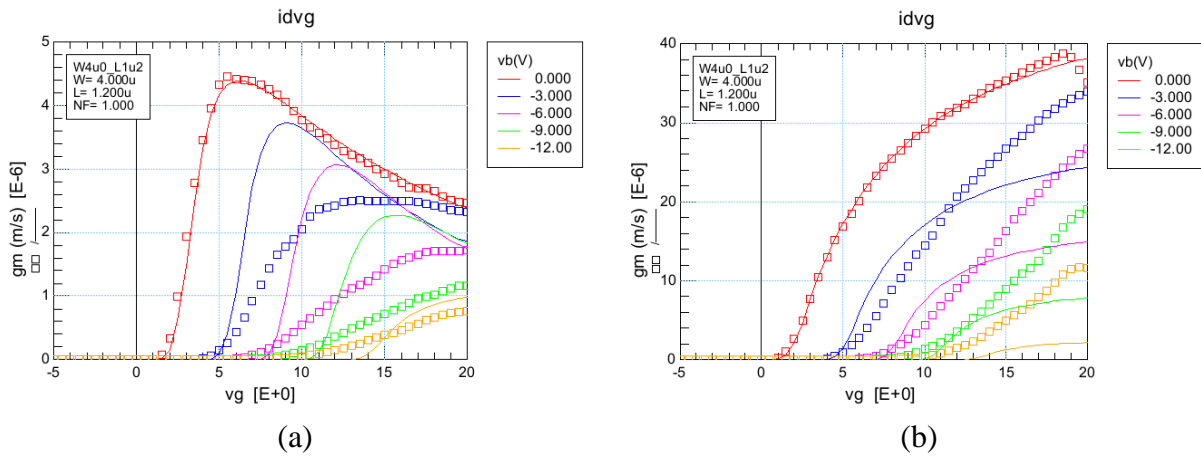 idvg
5
4
3
2
1
0
gm (m/s) [E-6]
W4u0_L1u2
W= 4.000u
L= 1.200u
NF= 1.000
-5
0
5
10
15
20
vg [E+0]
vb(V)
0.000
-3.000
-6.000
-9.000
-12.00
(a)
idvg
40
30
20
10
0
gm (m/s) [E-6]
W4u0_L1u2
W= 4.000u
L= 1.200u
NF= 1.000
-5
0
5
10
15
20
vg [E+0]
vb(V)
0.000
-3.000
-6.000
-9.000
-12.00
(b)